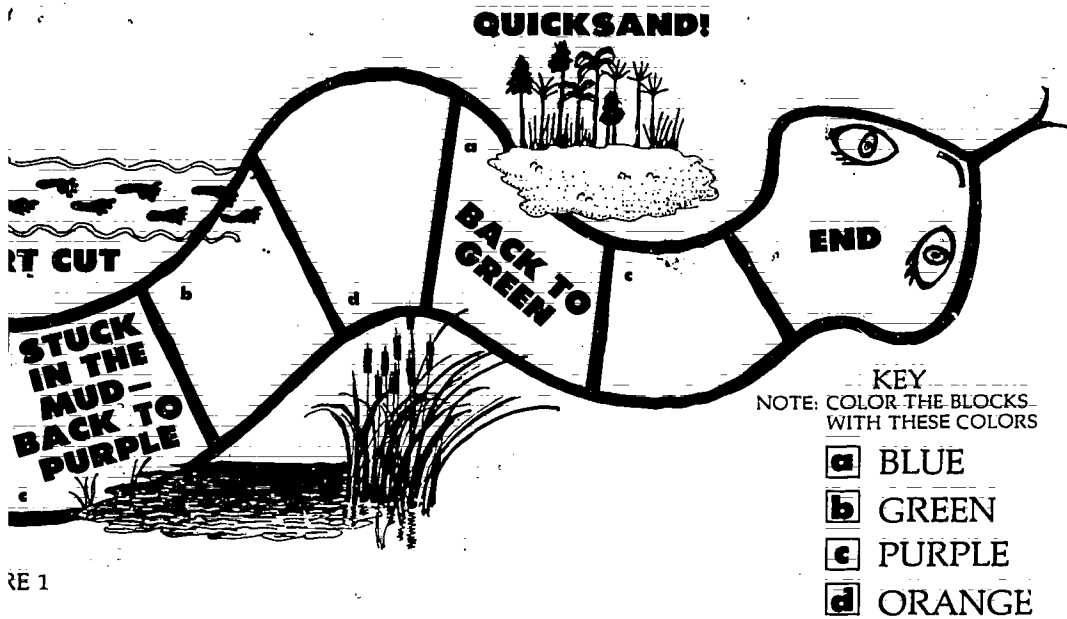 QUICKSAND!
a
BACK TO
GREEN
END
RT CUT
b
d
c
STUCK
IN THE
MUD—
BACK TO
PURPLE
c
KEY
NOTE: COLOR THE BLOCKS
WITH THESE COLORS
a BLUE
b GREEN
c PURPLE
d ORANGE
RE 1